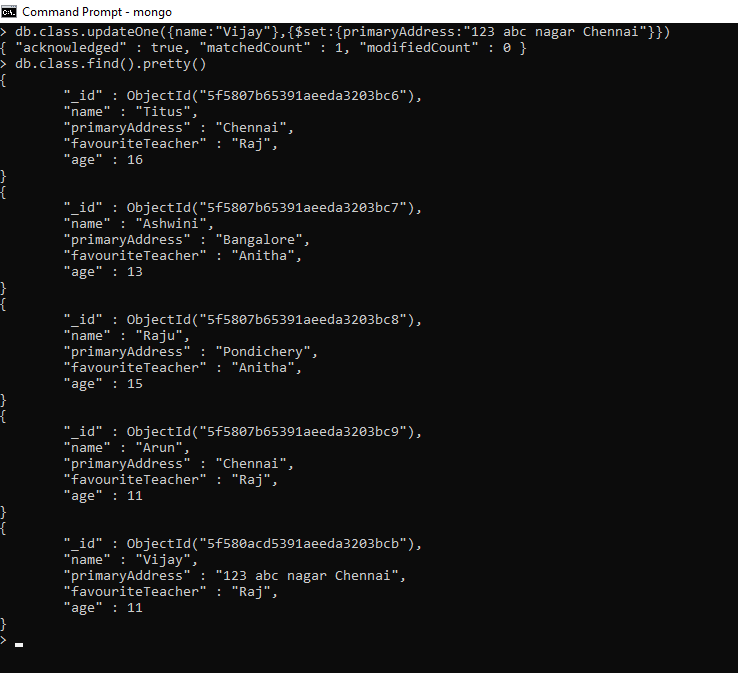 Command Prompt - mongo
> db.class.updateOne({name:"Vijay"},{$set:{primaryAddress:"123 abc nagar Chennai"}})
{ "acknowledged" : true, "matchedCount" : 1, "modifiedCount" : 0 }
> db.class.find().pretty()
{
        "_id" : ObjectId("5f5807b65391aeeda3203bc6"),
        "name" : "Titus",
        "primaryAddress" : "Chennai",
        "favouriteTeacher" : "Raj",
        "age" : 16
}
{
        "_id" : ObjectId("5f5807b65391aeeda3203bc7"),
        "name" : "Ashwini",
        "primaryAddress" : "Bangalore",
        "favouriteTeacher" : "Anitha",
        "age" : 13
}
{
        "_id" : ObjectId("5f5807b65391aeeda3203bc8"),
        "name" : "Raju",
        "primaryAddress" : "Pondichery",
        "favouriteTeacher" : "Anitha",
        "age" : 15
}
{
        "_id" : ObjectId("5f5807b65391aeeda3203bc9"),
        "name" : "Arun",
        "primaryAddress" : "Chennai",
        "favouriteTeacher" : "Raj",
        "age" : 11
}
{
        "_id" : ObjectId("5f580acd5391aeeda3203bcb"),
        "name" : "Vijay",
        "primaryAddress" : "123 abc nagar Chennai",
        "favouriteTeacher" : "Raj",
        "age" : 11
}
>